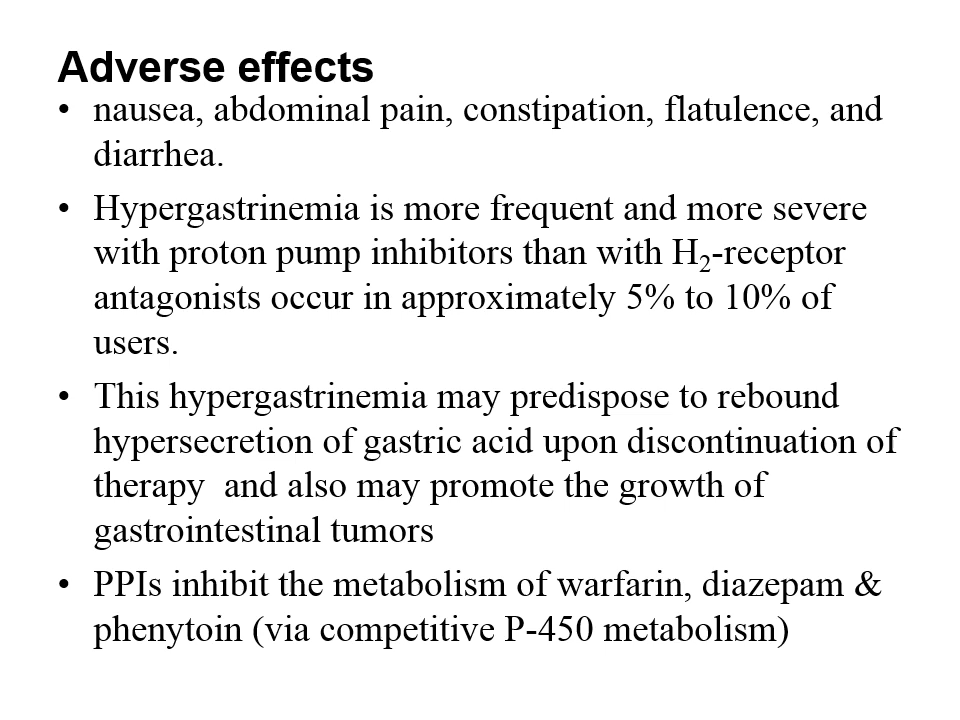 Adverse effects
• nausea, abdominal pain, constipation, flatulence, and
diarrhea.
• Hypergastrinemia is more frequent and more severe
with proton pump inhibitors than with H₂-receptor
antagonists occur in approximately 5% to 10% of
users.
• This hypergastrinemia may predispose to rebound
hypersecretion of gastric acid upon discontinuation of
therapy  and also may promote the growth of
gastrointestinal tumors
• PPIs inhibit the metabolism of warfarin, diazepam &
phenytoin (via competitive P-450 metabolism)